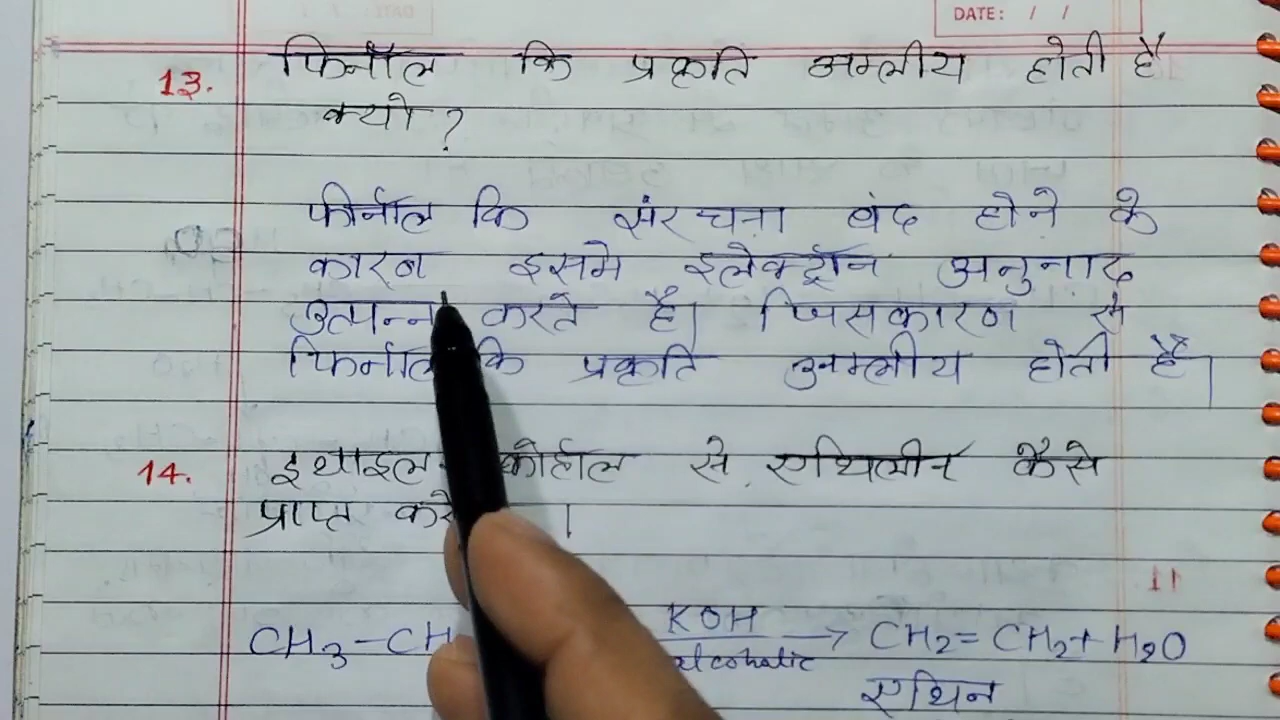 DATE: / /
13. फिनॉल कि प्रकृति अम्लीय होती है
क्यो ?
फीनॉल कि संरचना बंद होने के
कारण इसमे इलेक्ट्रॉन अनुनाद
उत्पन्न करते है। जिसकारण से
फिनॉल कि प्रकृति अम्लीय होती है।
14. इथाइल कोहॉल से एथिलीन कैसे
प्राप्त करे ।
CH3-CH KOH → CH2= CH2+ H2O
alcoholic
एथिन